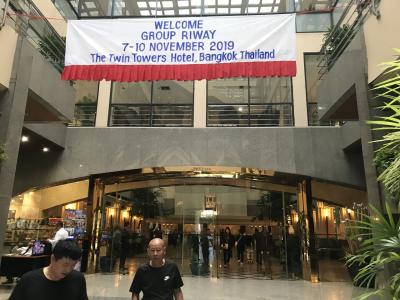 WELCOME
GROUP RIWAY
7-10 NOVEMBER 2019
The Twin Towers Hotel, Bangkok Thailand